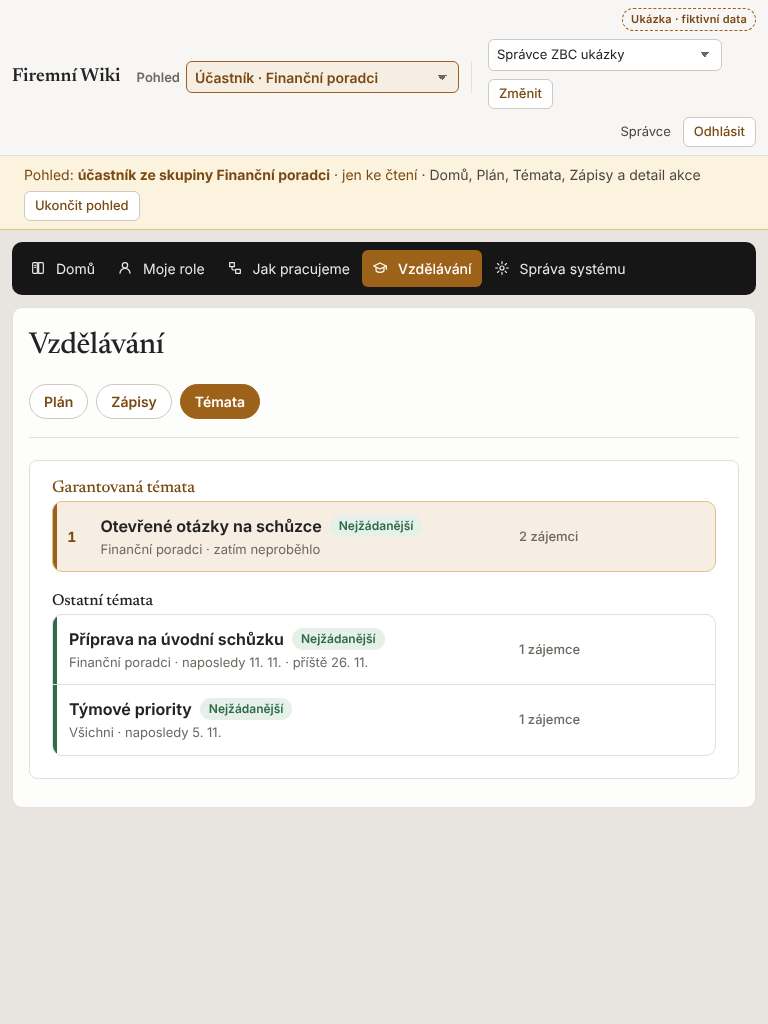 Ukázka · fiktivní data
Firemní Wiki
Pohled
Účastník · Finanční poradci
Správce ZBC ukázky
Změnit
Správce
Odhlásit
Pohled: účastník ze skupiny Finanční poradci · jen ke čtení · Domů, Plán, Témata, Zápisy a detail akce
Ukončit pohled
Domů
Moje role
Jak pracujeme
Vzdělávání
Správa systému
Vzdělávání
Plán
Zápisy
Témata
Garantovaná témata
1
Otevřené otázky na schůzce
Nejžádanější
Finanční poradci · zatím neproběhlo
2 zájemci
Ostatní témata
Příprava na úvodní schůzku
Nejžádanější
Finanční poradci · naposledy 11. 11. · příště 26. 11.
1 zájemce
Týmové priority
Nejžádanější
Všichni · naposledy 5. 11.
1 zájemce